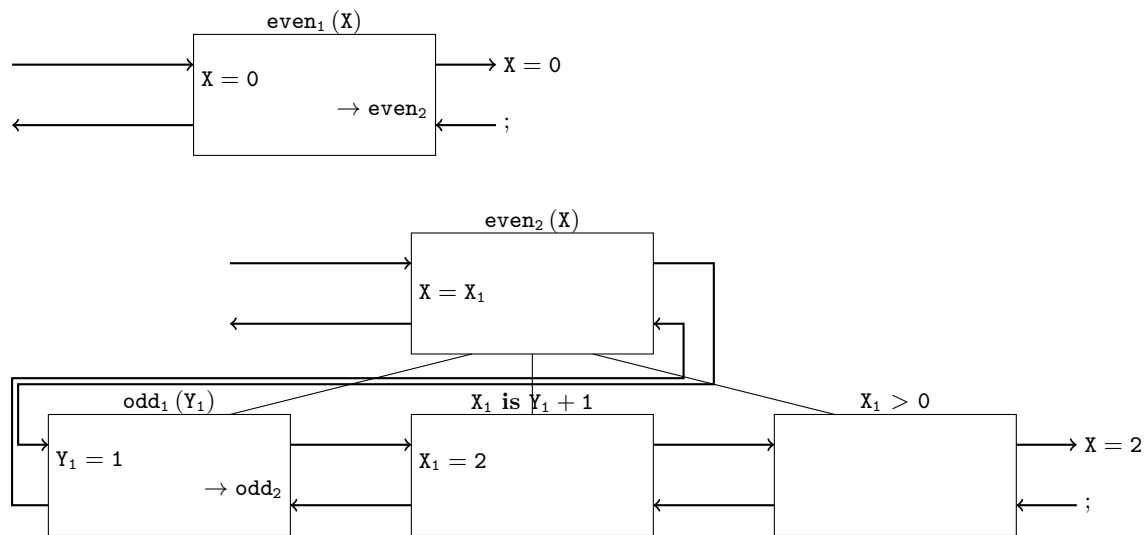 even₁ (X)
X = 0
X = 0
→ even₂
;
even₂ (X)
X = X₁
odd₁ (Y₁)
X₁ is Y₁ + 1
X₁ > 0
Y₁ = 1
X₁ = 2
X = 2
→ odd₂
;